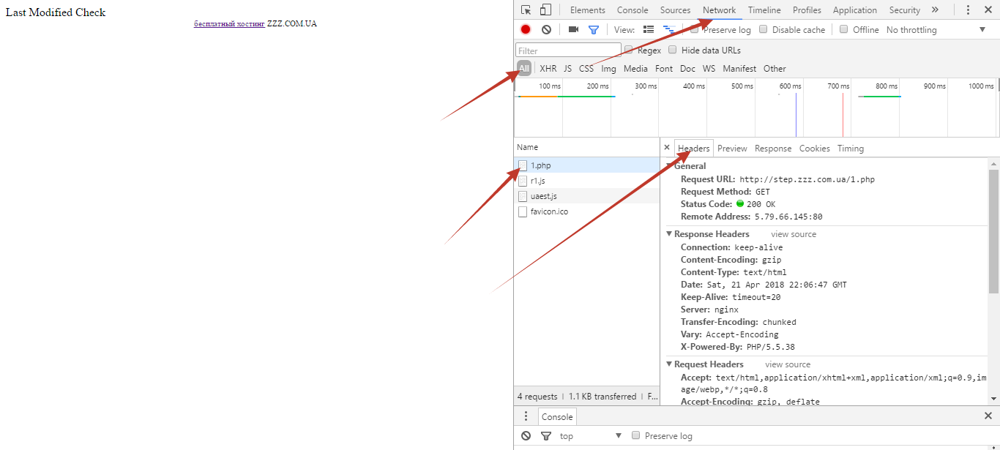 Last Modified Check
бесплатный хостинг ZZZ.COM.UA
Elements Console Sources Network Timeline Profiles Application Security »
View: Preserve log Disable cache Offline No throttling
Filter Regex Hide data URLs
All XHR JS CSS Img Media Font Doc WS Manifest Other
100 ms 200 ms 300 ms 400 ms 500 ms 600 ms 700 ms 800 ms 900 ms 1000 ms
Name
1.php
r1.js
uaest.js
favicon.ico
4 requests | 1.1 KB transferred | F...
× Headers Preview Response Cookies Timing
General
Request URL: http://step.zzz.com.ua/1.php
Request Method: GET
Status Code: 200 OK
Remote Address: 5.79.66.145:80
Response Headers view source
Connection: keep-alive
Content-Encoding: gzip
Content-Type: text/html
Date: Sat, 21 Apr 2018 22:06:47 GMT
Keep-Alive: timeout=20
Server: nginx
Transfer-Encoding: chunked
Vary: Accept-Encoding
X-Powered-By: PHP/5.5.38
Request Headers view source
Accept: text/html,application/xhtml+xml,application/xml;q=0.9,im
age/webp,*/*;q=0.8
Accept-Encoding: gzip, deflate
Console
top Preserve log